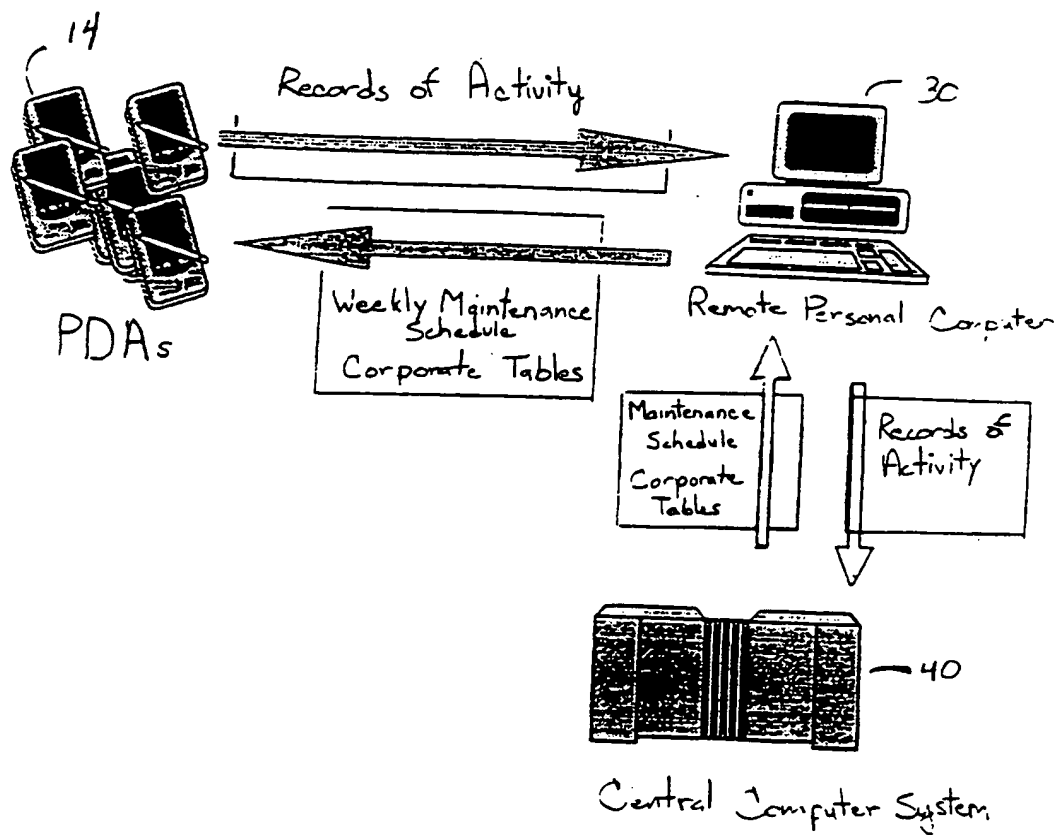 14
Records of Activity
30
PDAs
Weekly Maintenance
Schedule
Corporate Tables
Remote Personal Computer
Maintenance
Schedule
Corporate
Tables
Records of
Activity
40
Central Computer System